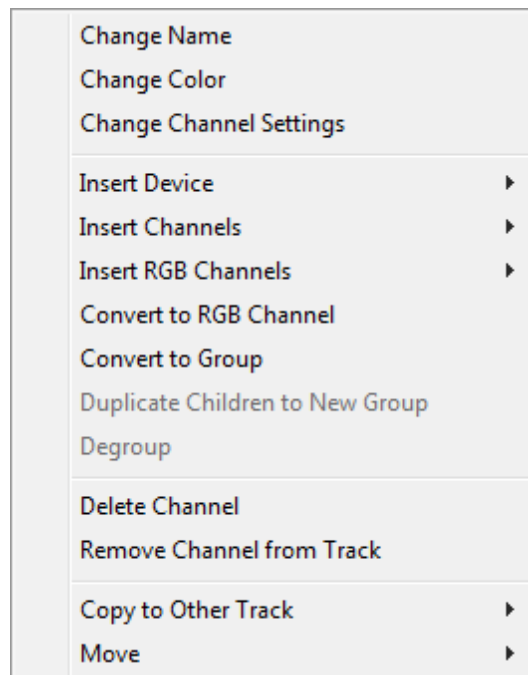 Change Name
Change Color
Change Channel Settings
Insert Device
Insert Channels
Insert RGB Channels
Convert to RGB Channel
Convert to Group
Duplicate Children to New Group
Degroup
Delete Channel
Remove Channel from Track
Copy to Other Track
Move